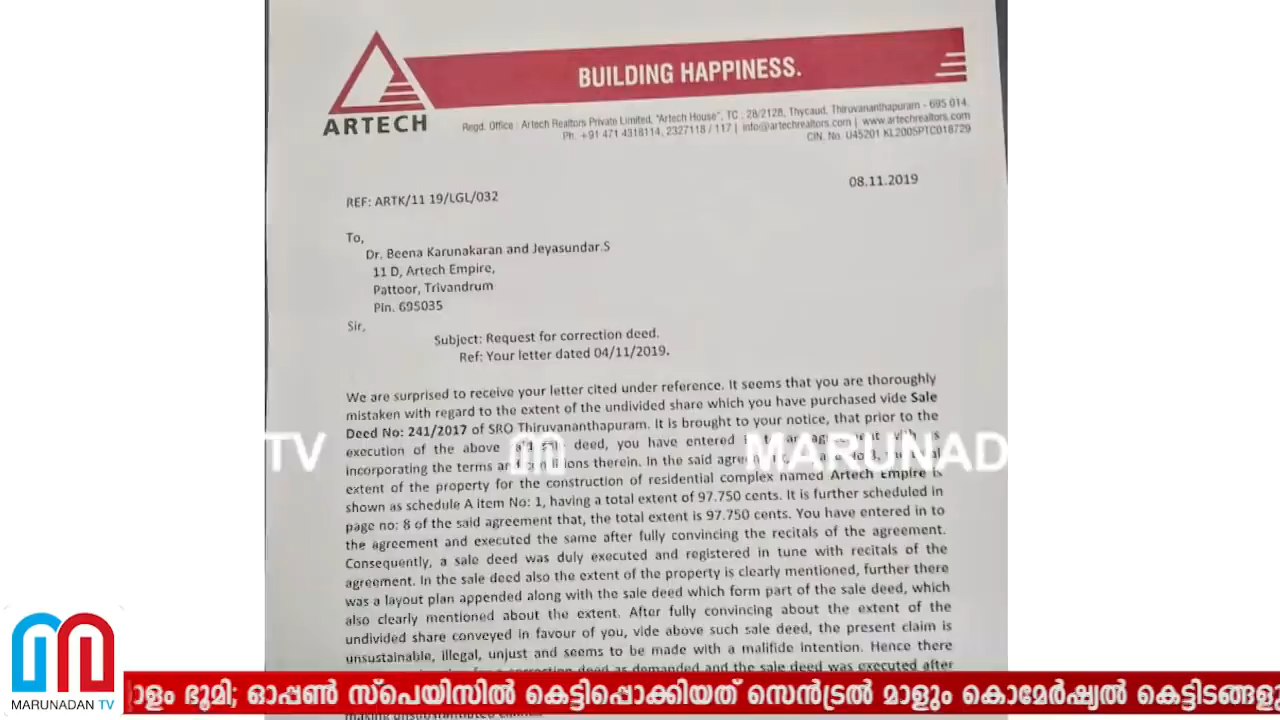 BUILDING HAPPINESS.
ARTECH
Regd. Office : Artech Realtors Private Limited, "Artech House", TC : 28/2128, Thycaud, Thiruvananthapuram - 695 014.
Ph. +91 471 4318114, 2327118 / 117 | info@artechrealtors.com | www.artechrealtors.com
CIN. No. U45201 KL2005PTC018729
08.11.2019
REF: ARTK/11 19/LGL/032
To,
Dr. Beena Karunakaran and Jeyasundar.S
11 D, Artech Empire,
Pattoor, Trivandrum
Pin. 695035
Sir,
Subject: Request for correction deed.
Ref: Your letter dated 04/11/2019.
We are surprised to receive your letter cited under reference. It seems that you are thoroughly
mistaken with regard to the extent of the undivided share which you have purchased vide Sale
Deed No: 241/2017 of SRO Thiruvananthapuram. It is brought to your notice, that prior to the
execution of the above said sale deed, you have entered
incorporating the terms and conditions therein. In the said
extent of the property for the construction of residential complex named Artech Empire is
shown as schedule A item No: 1, having a total extent of 97.750 cents. It is further scheduled in
page no: 8 of the said agreement that, the total extent is 97.750 cents. You have entered in to
the agreement and executed the same after fully convincing the recitals of the agreement.
Consequently, a sale deed was duly executed and registered in tune with recitals of the
agreement. In the sale deed also the extent of the property is clearly mentioned, further there
was a layout plan appended along with the sale deed which form part of the sale deed, which
also clearly mentioned about the extent. After fully convincing about the extent of the
undivided share conveyed in favour of you, vide above such sale deed, the present claim is
unsustainable, illegal, unjust and seems to be made with a malifide intention. Hence there
correction deed as demanded and the sale deed was executed after
TV MARUNAD
MARUNADAN TV
ഭൂമി; ഓപ്പൺ സ്പെയിസിൽ കെട്ടിപ്പൊക്കിയത് സെൻട്രൽ മാളും കൊമേർഷ്യൽ